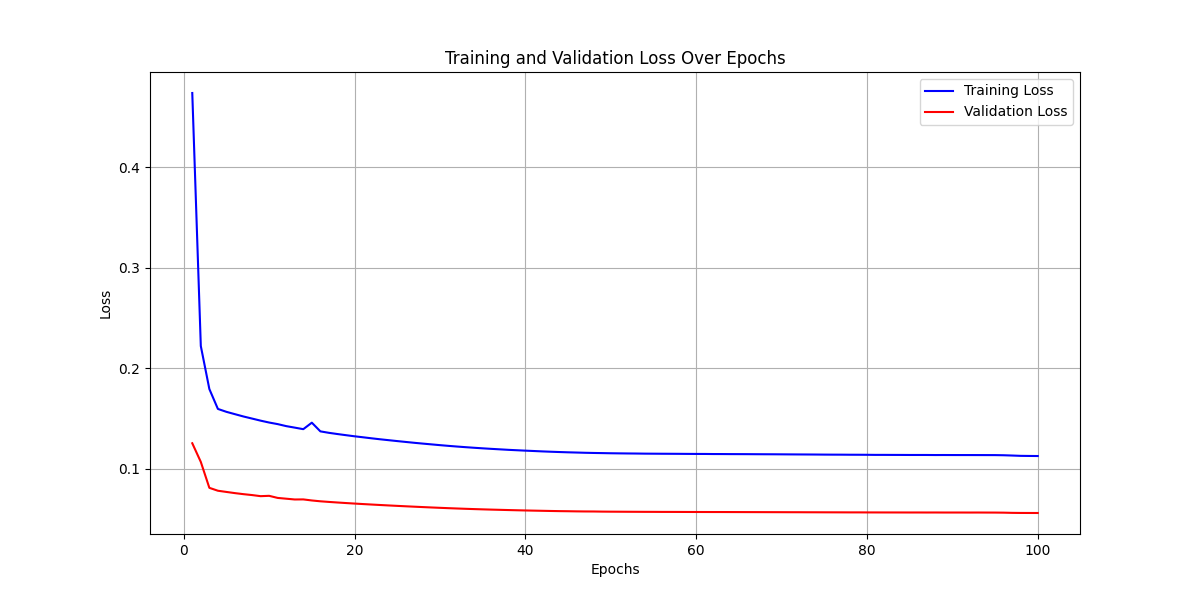 Training and Validation Loss Over Epochs
Training Loss
Validation Loss
0.4
0.3
0.2
0.1
Loss
0 20 40 60 80 100
Epochs